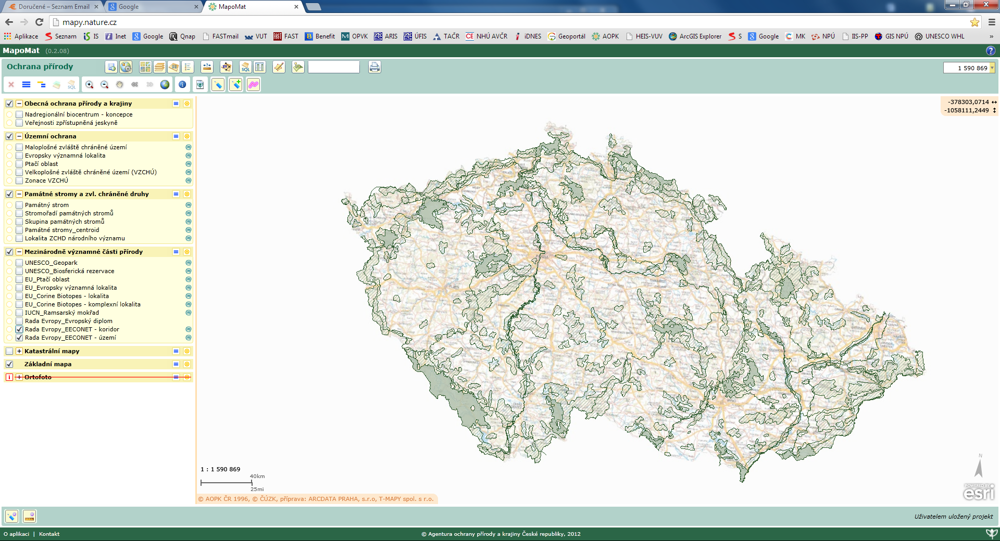 Doručené – Seznam Email
Google
MapoMat
mapy.nature.cz
Aplikace Seznam IS Inet Google Qnap FASTmail VUT FAST Benefit OPVK ARIS ÚFIS TAČR NHÚ AVČR iDNES Geoportál AOPK HEIS-VUV ArcGIS Explorer S Google MK NPÚ IIS-PP GIS NPÚ UNESCO WHL »
MapoMat (0.2.08)
Ochrana přírody
1 590 869
Obecná ochrana přírody a krajiny
Nadregionální biocentrum - koncepce
Veřejnosti zpřístupněná jeskyně
Územní ochrana
Maloplošné zvláště chráněné území
Evropsky významná lokalita
Ptačí oblast
Velkoplošné zvláště chráněné území (VZCHÚ)
Zonace VZCHÚ
Památné stromy a zvl. chráněné druhy
Památný strom
Stromořadí památných stromů
Skupina památných stromů
Památné stromy_centroid
Lokalita ZCHD národního významu
Mezinárodně významné části přírody
UNESCO_Geopark
UNESCO_Biosferická rezervace
EU_Ptačí oblast
EU_Evropsky významná lokalita
EU_Corine Biotopes - lokalita
EU_Corine Biotopes - komplexní lokalita
IUCN_Ramsarský mokřad
Rada Evropy_Evropský diplom
Rada Evropy_EECONET - koridor
Rada Evropy_EECONET - území
Katastrální mapy
Základní mapa
Ortofoto
-378303,0714
-1058111,2449
1 : 1 590 869
40km
25mi
© AOPK ČR 1996, © ČÚZK, příprava: ARCDATA PRAHA, s.r.o, T-MAPY spol. s r.o.
N
POWERED BY
esri
Uživatelem uložený projekt
O aplikaci | Kontakt
© Agentura ochrany přírody a krajiny České republiky, 2012